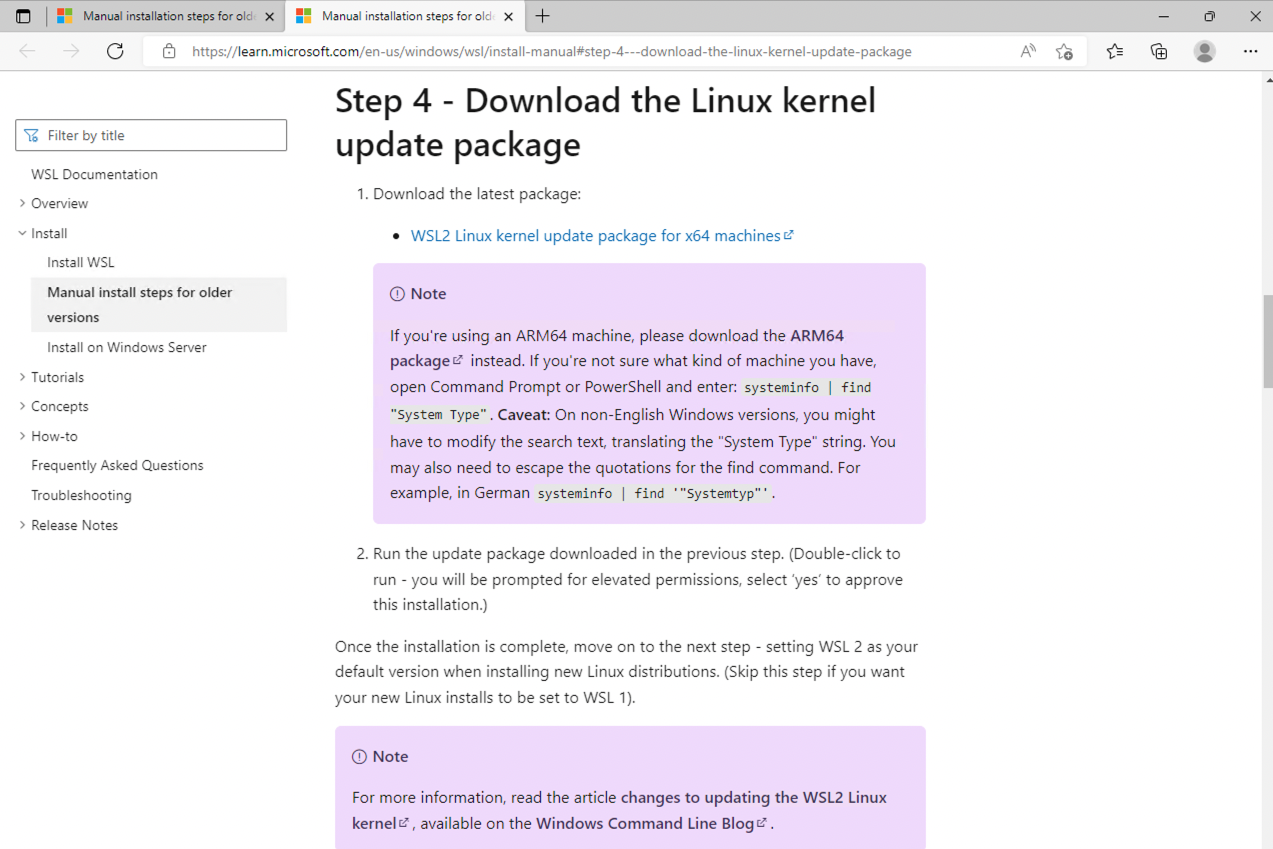 Manual installation steps for olde
Manual installation steps for olde
https://learn.microsoft.com/en-us/windows/wsl/install-manual#step-4---download-the-linux-kernel-update-package
Filter by title
WSL Documentation
Overview
Install
Install WSL
Manual install steps for older
versions
Install on Windows Server
Tutorials
Concepts
How-to
Frequently Asked Questions
Troubleshooting
Release Notes
Step 4 - Download the Linux kernel
update package
1. Download the latest package:
• WSL2 Linux kernel update package for x64 machines
Note
If you're using an ARM64 machine, please download the ARM64
package instead. If you're not sure what kind of machine you have,
open Command Prompt or PowerShell and enter: systeminfo | find
"System Type". Caveat: On non-English Windows versions, you might
have to modify the search text, translating the "System Type" string. You
may also need to escape the quotations for the find command. For
example, in German systeminfo | find '"Systemtyp"'.
2. Run the update package downloaded in the previous step. (Double-click to
run - you will be prompted for elevated permissions, select ‘yes’ to approve
this installation.)
Once the installation is complete, move on to the next step - setting WSL 2 as your
default version when installing new Linux distributions. (Skip this step if you want
your new Linux installs to be set to WSL 1).
Note
For more information, read the article changes to updating the WSL2 Linux
kernel, available on the Windows Command Line Blog.